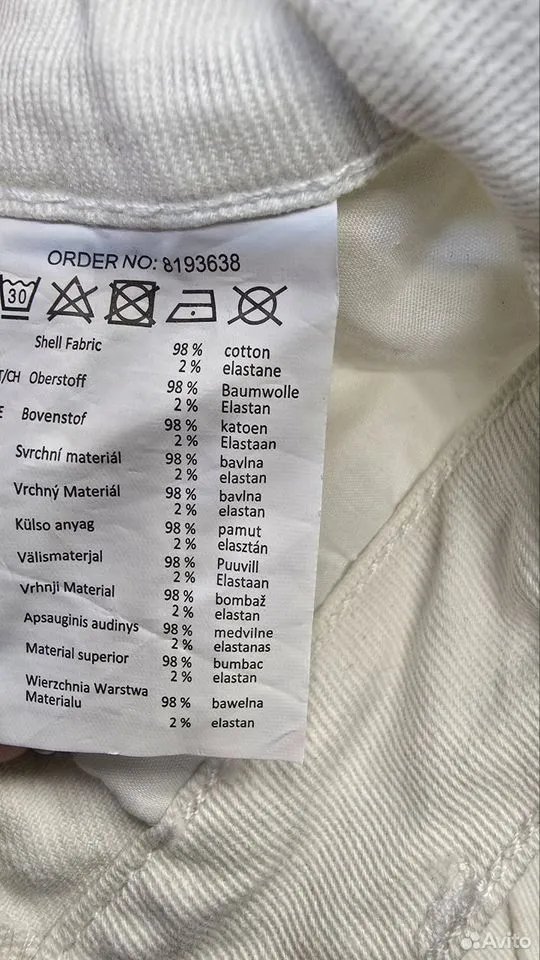 ORDER NO: 8193638
30
Shell Fabric 98 % cotton
2 % elastane
T/CH Oberstoff 98 % Baumwolle
2 % Elastan
E Bovenstof 98 % katoen
2 % Elastaan
Svrchní materiál 98 % bavlna
2 % elastan
Vrchný Materiál 98 % bavlna
2 % elastan
Külso anyag 98 % pamut
2 % elasztán
Välismaterjal 98 % Puuvill
2 % Elastaan
Vrhnji Material 98 % bombaž
2 % elastan
Apsauginis audinys 98 % medvilne
2 % elastanas
Material superior 98 % bumbac
2 % elastan
Wierzchnia Warstwa
Materialu 98 % bawelna
2 % elastan
Avito